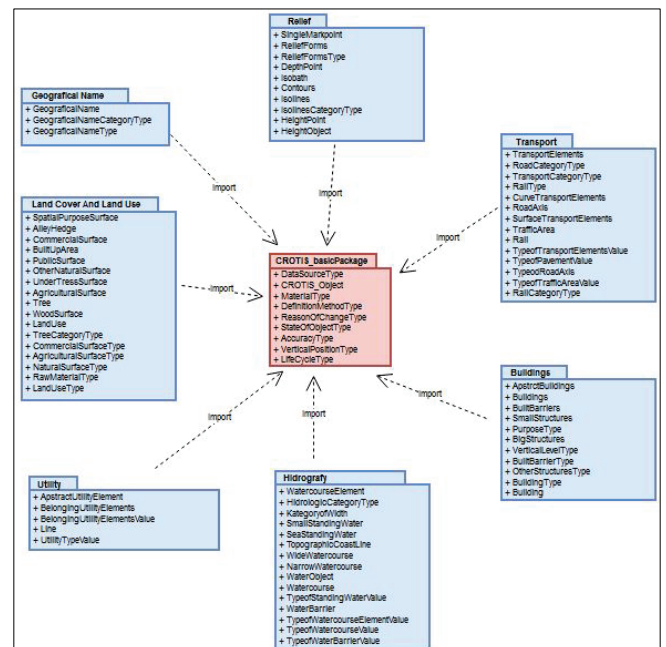 Relief
+ SingleMarkpoint
+ ReliefForms
+ ReliefFormsType
+ DepthPoint
+ Isobath
+ Contours
+ Isolines
+ IsolinesCategoryType
+ HeightPoint
+ HeightObject
Geografical Name
+ GeograficalName
+ GeograficalNameCategoryType
+ GeograficalNameType
Transport
+ TransportElements
+ RoadCategoryType
+ TransportCategoryType
+ RailType
+ CurveTransportElements
+ RoadAxis
+ SurfaceTransportElements
+ TrafficArea
+ Rail
+ TypeofTransportElementsValue
+ TypeofPavementValue
+ TypeodRoadAxis
+ TypeofTrafficAreaValue
+ RailCategoryType
import
import
import
Land Cover And Land Use
+ SpatialPurposeSurface
+ AlleyHedge
+ CommercialSurface
+ BuiltUpArea
+ PublicSurface
+ OtherNaturalSurface
+ UnderTressSurface
+ AgriculturalSurface
+ Tree
+ WoodSurface
+ LandUse
+ TreeCategoryType
+ CommercialSurfaceType
+ AgriculturalSurfaceType
+ NaturalSurfaceType
+ RawMaterialType
+ LandUseType
import
CROTIS_basicPackage
+ DataSourceType
+ CROTIS_Object
+ MaterialType
+ DefinitionMethodType
+ ReasonOfChangeType
+ StateOfObjectType
+ AccuracyType
+ VerticalPositionType
+ LifeCycleType
Buildings
+ ApstrctBuildings
+ Buildings
+ BuiltBarriers
+ SmallStructures
+ PurposeType
+ BigStructures
+ VerticalLevelType
+ BuiltBarrierType
+ OtherStructuresType
+ BuildingType
+ Building
import
import
import
Utility
+ AbstractUtilityElement
+ BelongingUtilityElements
+ BelongingUtilityElementsValue
+ Line
+ UtilityTypeValue
Hidrografy
+ WatercourseElement
+ HidrologicCategoryType
+ KategoryofWidth
+ SmallStandingWater
+ SeaStandingWater
+ TopographicCoastLine
+ WideWatercourse
+ NarrowWatercourse
+ WaterObject
+ Watercourse
+ TypeofStandingWaterValue
+ WaterBarrier
+ TypeofWatercourseElementValue
+ TypeofWatercourseValue
+ TypeofWaterBarrierValue